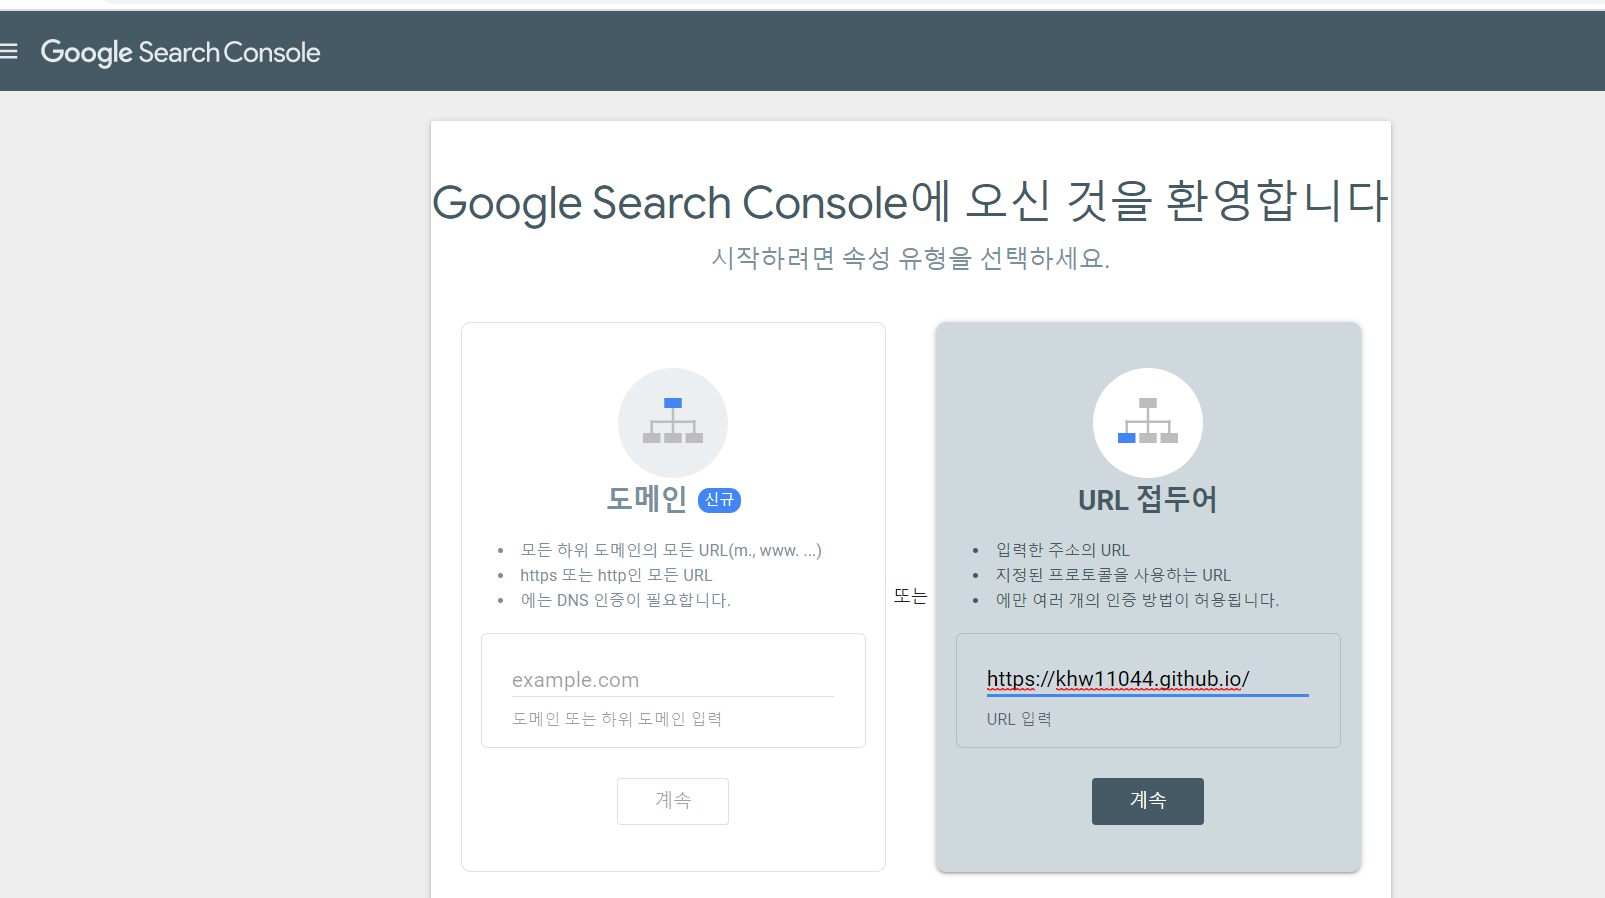 Google Search Console
Google Search Console에 오신 것을 환영합니다
시작하려면 속성 유형을 선택하세요.
도메인 신규
모든 하위 도메인의 모든 URL(m., www. ...)
https 또는 http인 모든 URL
에는 DNS 인증이 필요합니다.
example.com
도메인 또는 하위 도메인 입력
계속
또는
URL 접두어
입력한 주소의 URL
지정된 프로토콜을 사용하는 URL
에만 여러 개의 인증 방법이 허용됩니다.
https://khw11044.github.io/
URL 입력
계속